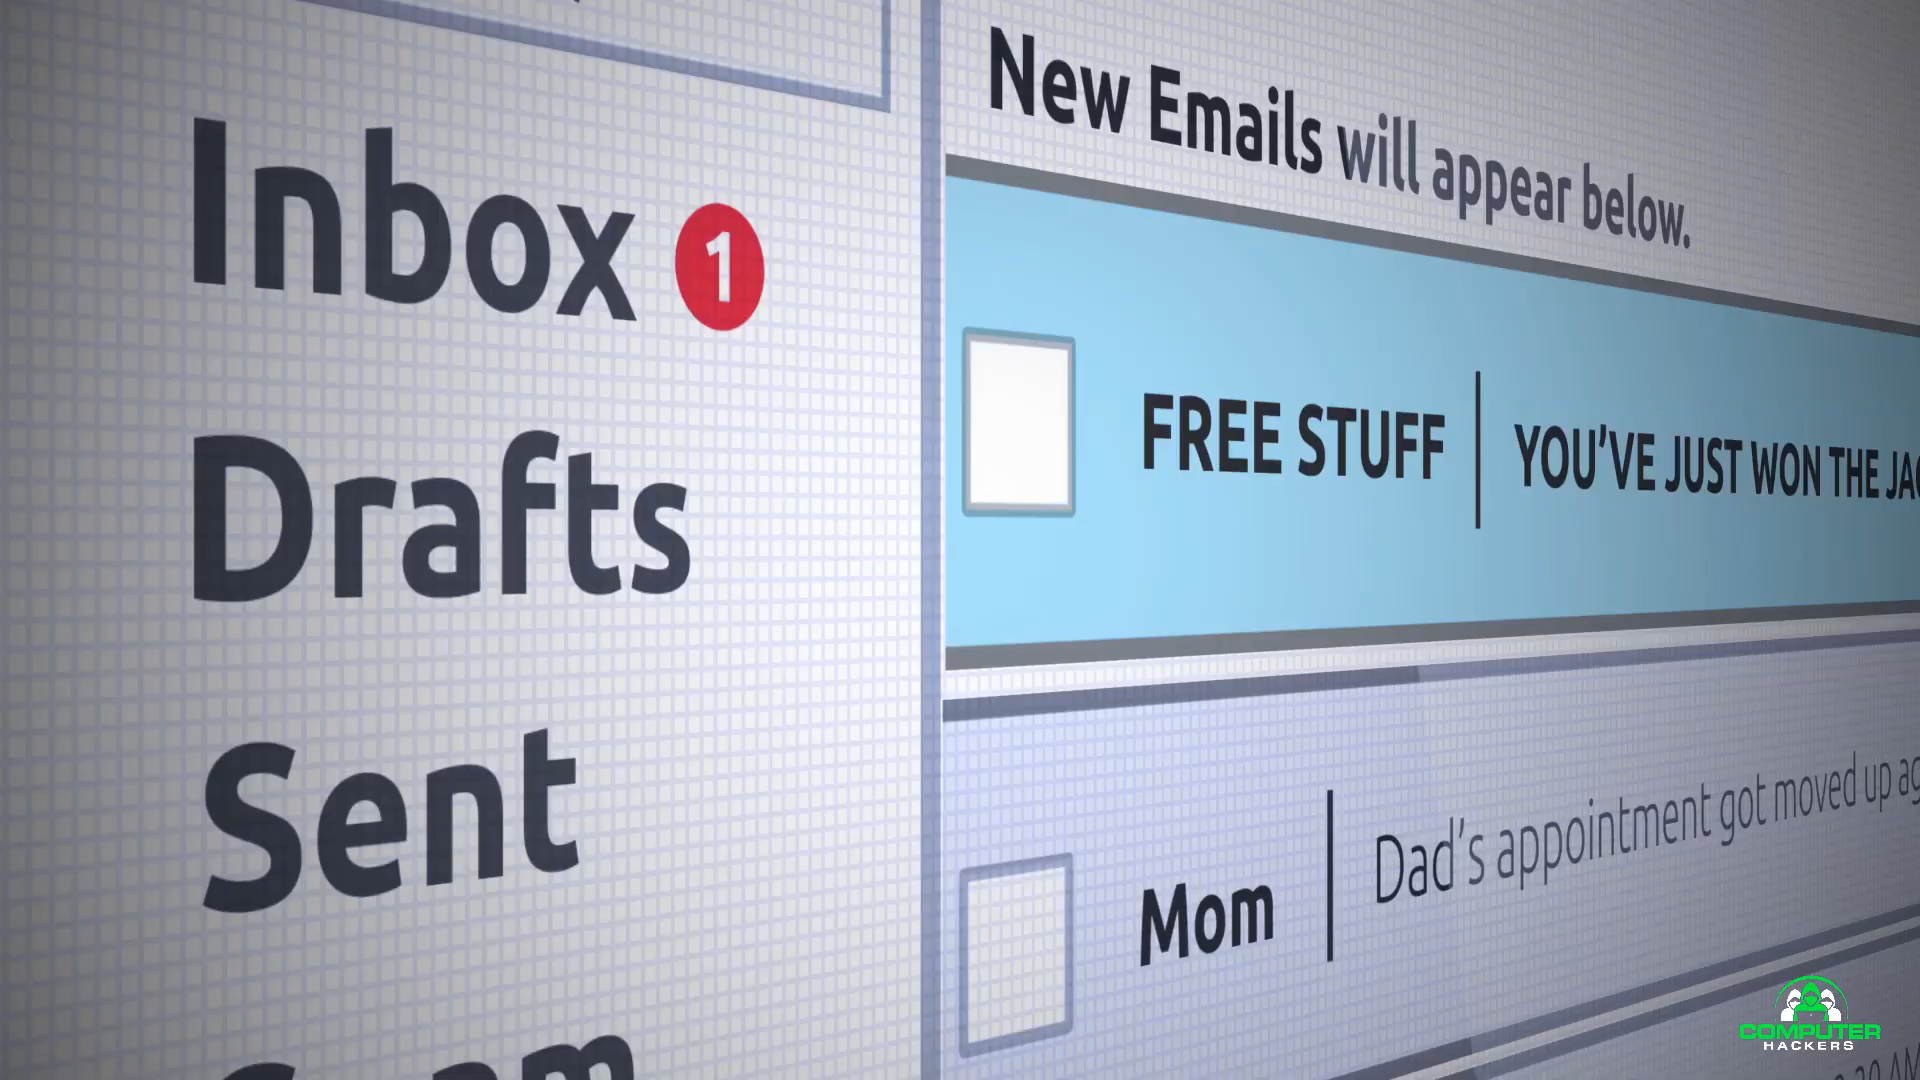 Inbox 1
Drafts
Sent
New Emails will appear below.
FREE STUFF | YOU'VE JUST WON THE
Mom | Dad's appointment got moved up
COMPUTER
HACKERS